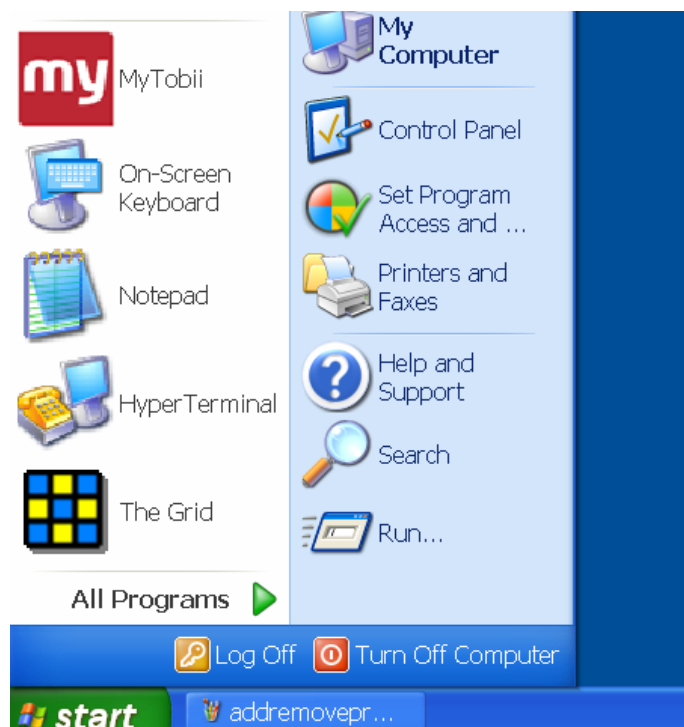 my MyTobii
On-Screen
Keyboard
Notepad
HyperTerminal
The Grid
All Programs
My
Computer
Control Panel
Set Program
Access and ...
Printers and
Faxes
Help and
Support
Search
Run...
Log Off
Turn Off Computer
start
addremovepr...